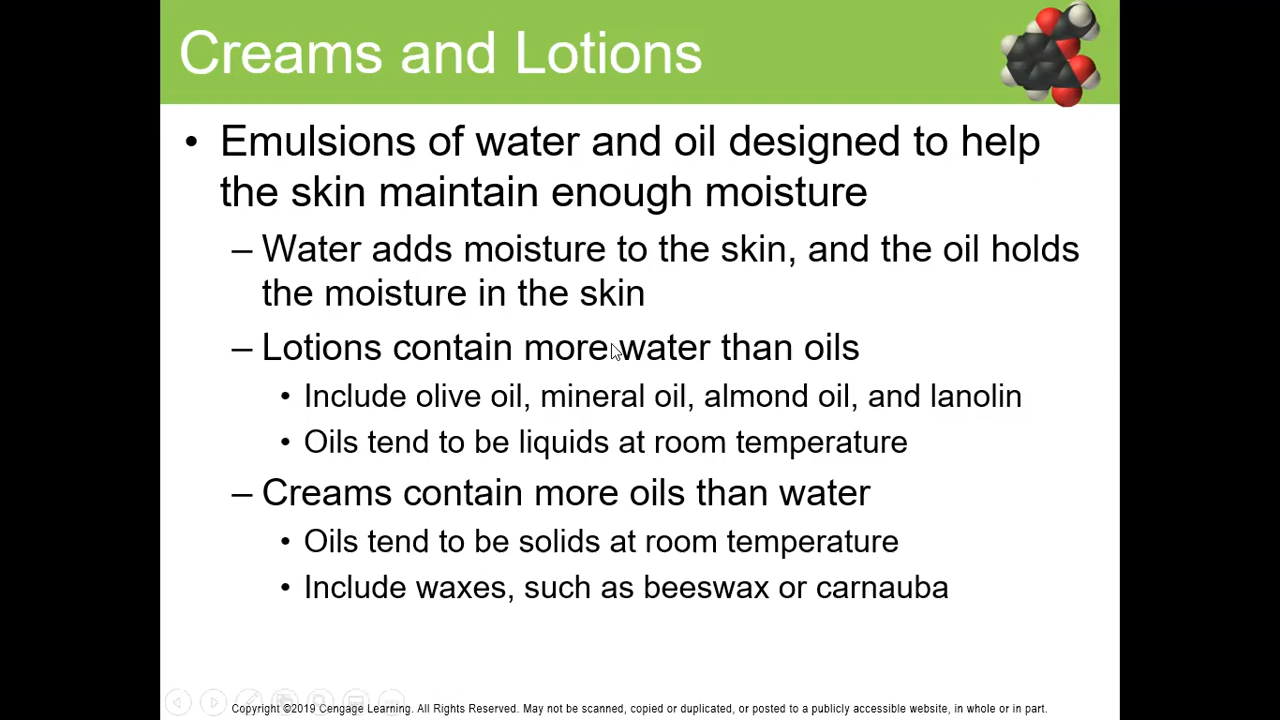 Creams and Lotions
• Emulsions of water and oil designed to help
the skin maintain enough moisture
– Water adds moisture to the skin, and the oil holds
the moisture in the skin
– Lotions contain more water than oils
• Include olive oil, mineral oil, almond oil, and lanolin
• Oils tend to be liquids at room temperature
– Creams contain more oils than water
• Oils tend to be solids at room temperature
• Include waxes, such as beeswax or carnauba
Copyright ©2019 Cengage Learning. All Rights Reserved. May not be scanned, copied or duplicated, or posted to a publicly accessible website, in whole or in part.